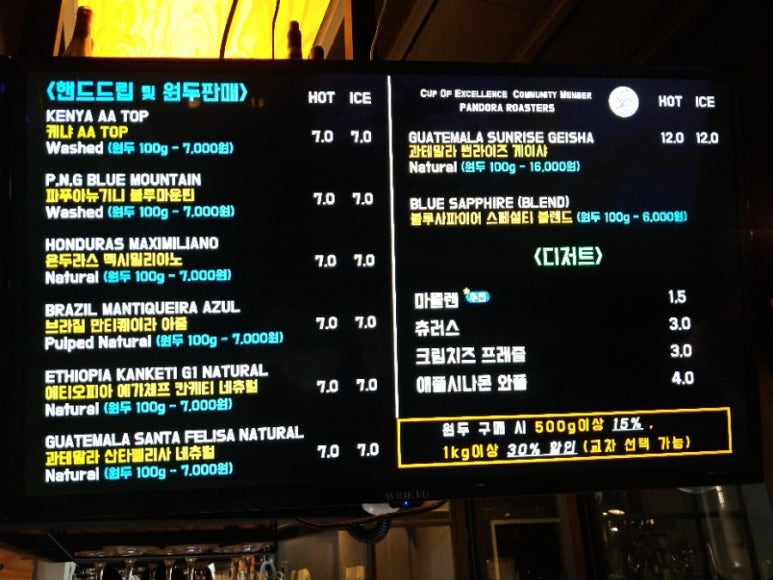 <핸드드립 및 원두판매> HOT ICE
KENYA AA TOP
케냐 AA TOP 7.0 7.0
Washed (원두 100g - 7,000원)
P.N.G BLUE MOUNTAIN
파푸아뉴기니 블루마운틴 7.0 7.0
Washed (원두 100g - 7,000원)
HONDURAS MAXIMILIANO
온두라스 맥시밀리아노 7.0 7.0
Natural (원두 100g - 7,000원)
BRAZIL MANTIQUEIRA AZUL
브라질 만티퀘이라 아줄 7.0 7.0
Pulped Natural (원두 100g - 7,000원)
ETHIOPIA KANKETI G1 NATURAL
에티오피아 예가체프 칸케티 네츄럴 7.0 7.0
Natural (원두 100g - 7,000원)
GUATEMALA SANTA FELISA NATURAL
과테말라 산타펠리사 네츄럴 7.0 7.0
Natural (원두 100g - 7,000원)
CUP OF EXCELLENCE COMMUNITY MEMBER
PANDORA ROASTERS HOT ICE
GUATEMALA SUNRISE GEISHA 12.0 12.0
과테말라 썬라이즈 게이샤
Natural (원두 100g - 16,000원)
BLUE SAPPHIRE (BLEND)
블루사파이어 스페셜티 블렌드 (원두 100g - 6,000원)
<디저트>
마들렌 추천 1.5
츄러스 3.0
크림치즈 프레즐 3.0
애플시나몬 와플 4.0
원두 구매 시 500g이상 15% ,
1kg이상 30% 할인 (교차 선택 가능)
WIDEVU